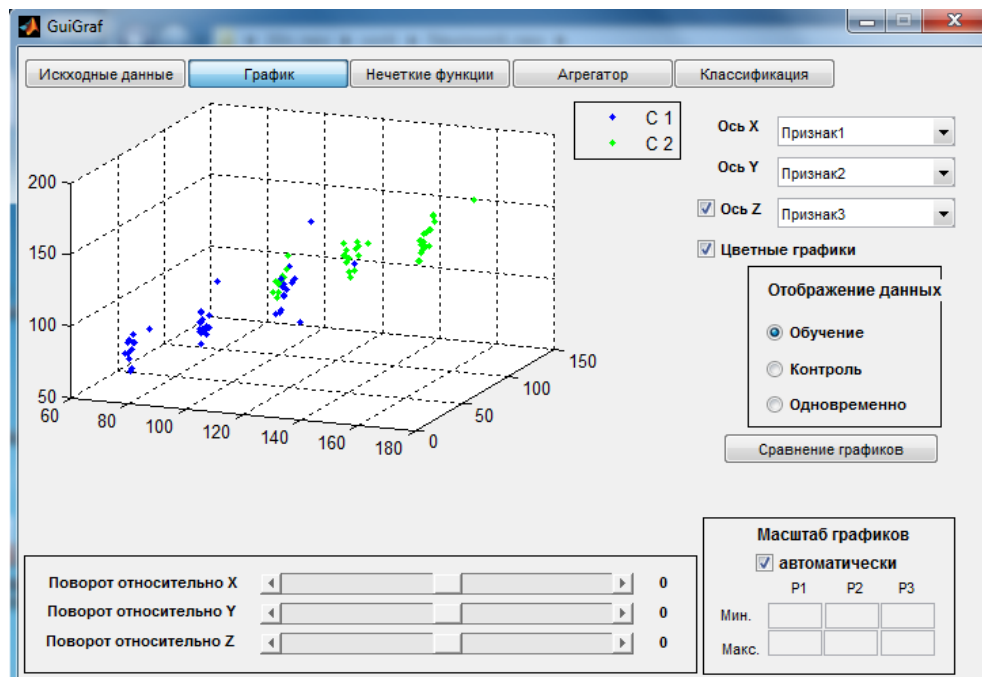 GuiGraf
Искходные данные
График
Нечеткие функции
Агрегатор
Классификация
C 1
C 2
200
150
100
50
60
80
100
120
140
160
180
0
50
100
150
Ось X
Признак1
Ось Y
Признак2
Ось Z
Признак3
Цветные графики
Отображение данных
Обучение
Контроль
Одновременно
Сравнение графиков
Поворот относительно X
0
Поворот относительно Y
0
Поворот относительно Z
0
Масштаб графиков
автоматически
P1 P2 P3
Мин.
Макс.